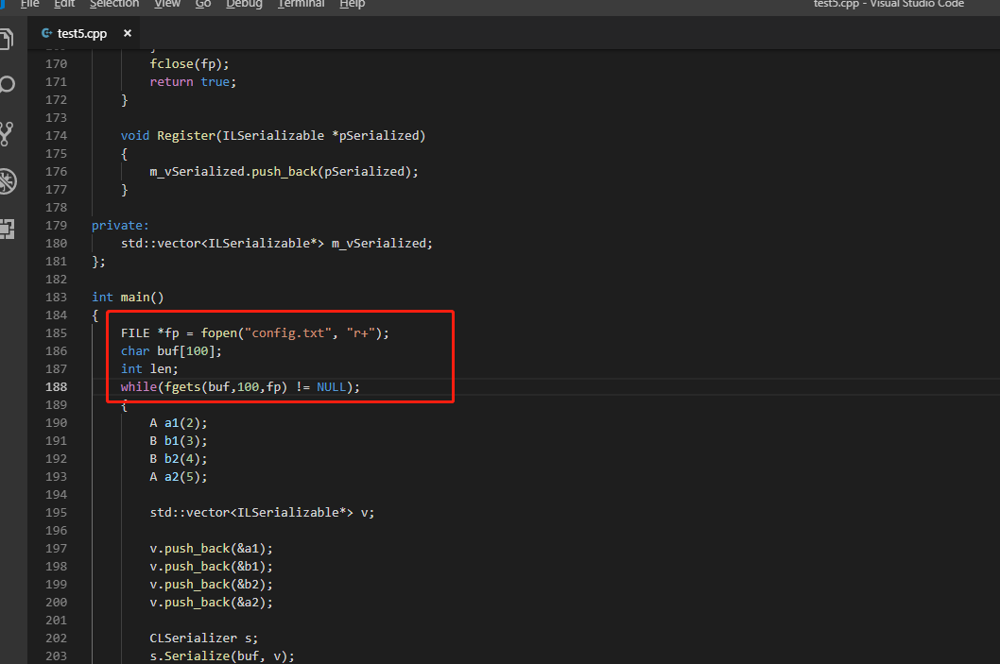 File Edit Selection View Go Debug Terminal Help test5.cpp - Visual Studio Code
test5.cpp ×
170 fclose(fp);
171 return true;
172 }
173
174 void Register(ILSerializable *pSerialized)
175 {
176 m_vSerialized.push_back(pSerialized);
177 }
178
179 private:
180 std::vector<ILSerializable*> m_vSerialized;
181 };
182
183 int main()
184 {
185 FILE *fp = fopen("config.txt", "r+");
186 char buf[100];
187 int len;
188 while(fgets(buf,100,fp) != NULL);
189 {
190 A a1(2);
191 B b1(3);
192 B b2(4);
193 A a2(5);
194
195 std::vector<ILSerializable*> v;
196
197 v.push_back(&a1);
198 v.push_back(&b1);
199 v.push_back(&b2);
200 v.push_back(&a2);
201
202 CLSerializer s;
203 s.Serialize(buf, v);